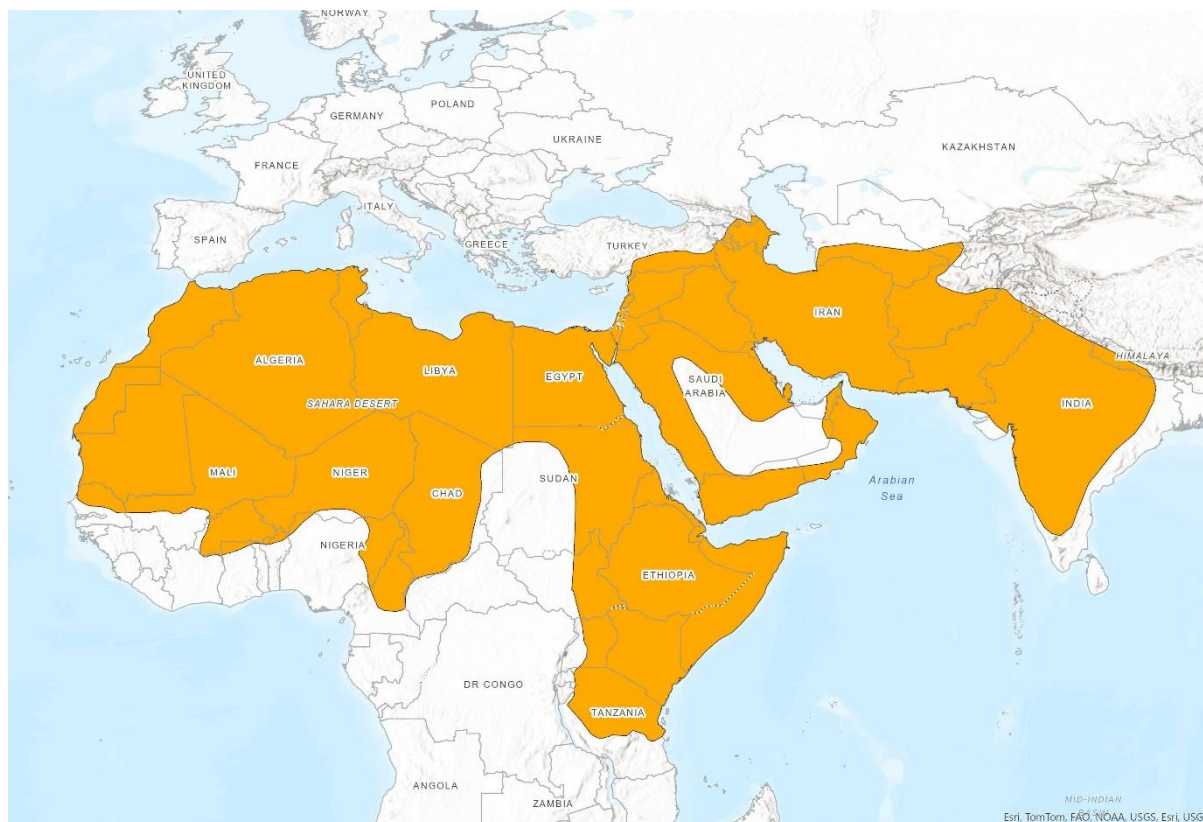 NORWAY
UNITED
KINGDOM
POLAND
GERMANY
UKRAINE
KAZAKHSTAN
FRANCE
ITALY
SPAIN
GREECE
TURKEY
IRAN
ALGERIA
LIBYA
EGYPT
SAUDI
ARABIA
HIMALAYA
SAHARA DESERT
INDIA
MALI
NIGER
CHAD
SUDAN
Arabian
Sea
NIGERIA
ETHIOPIA
DR CONGO
TANZANIA
ANGOLA
ZAMBIA
MID-INDIAN
Esri, TomTom, FAO, NOAA, USGS, Esri, USG